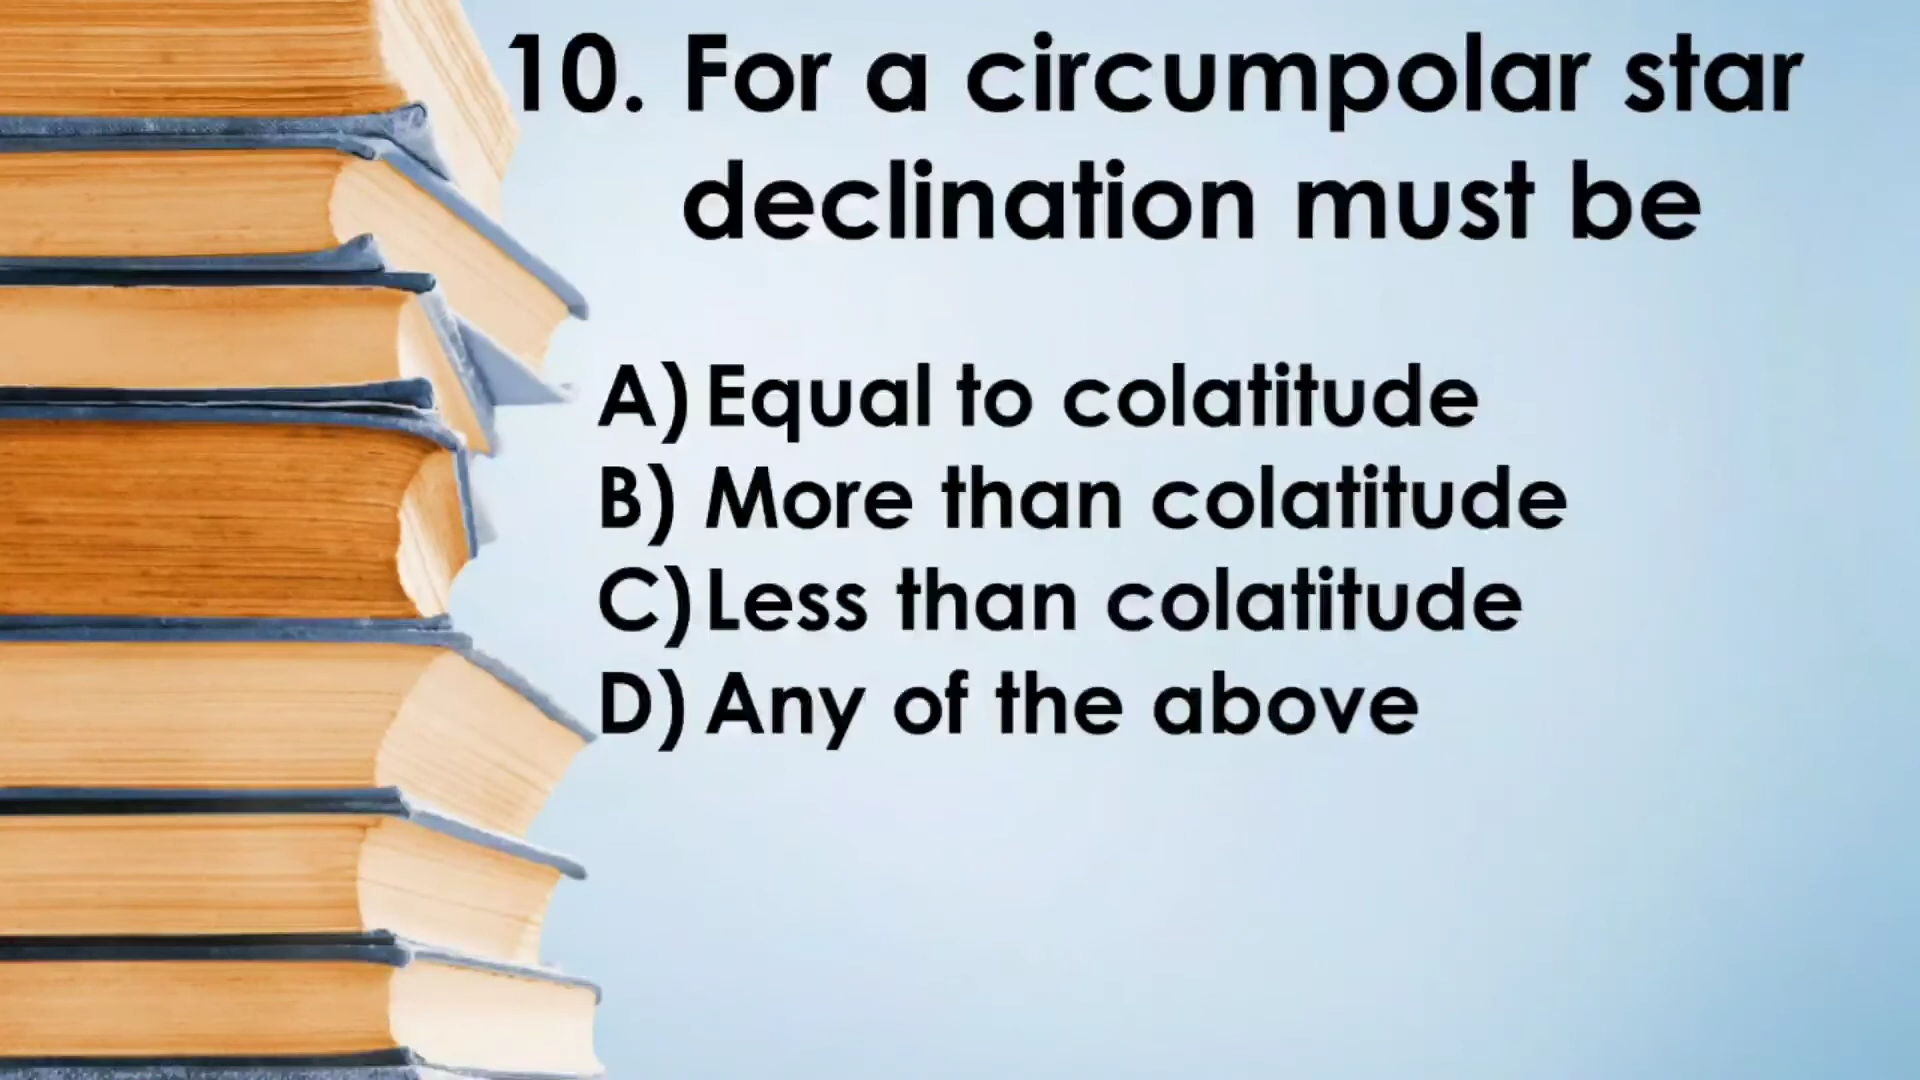 10. For a circumpolar star
declination must be
A) Equal to colatitude
B) More than colatitude
C) Less than colatitude
D) Any of the above